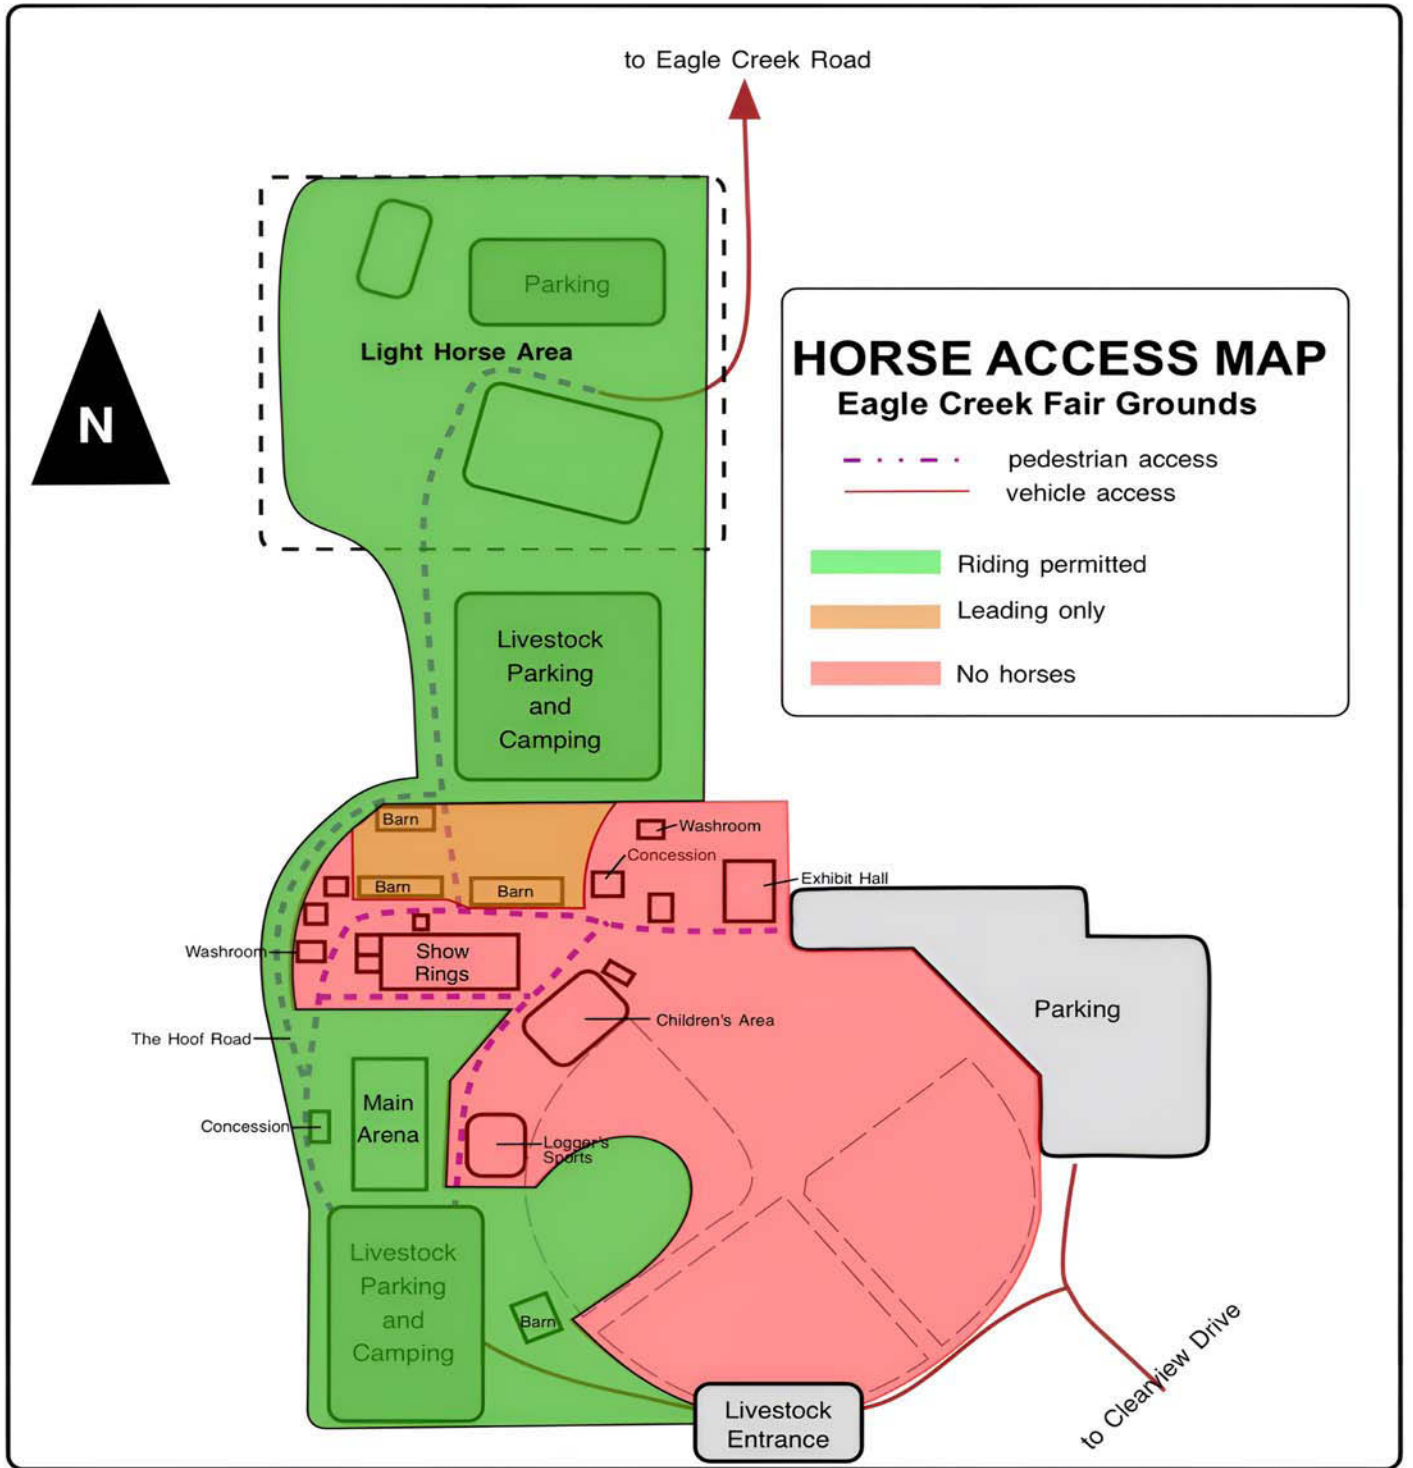 to Eagle Creek Road
Parking
Light Horse Area
N
HORSE ACCESS MAP
Eagle Creek Fair Grounds
pedestrian access
vehicle access
Riding permitted
Leading only
No horses
Livestock
Parking
and
Camping
Barn
Washroom
Concession
Barn
Barn
Exhibit Hall
Washroom
Show
Rings
Parking
Children's Area
The Hoof Road
Main
Arena
Concession
Logger's
Sports
Livestock
Parking
and
Camping
Barn
to Clearview Drive
Livestock
Entrance